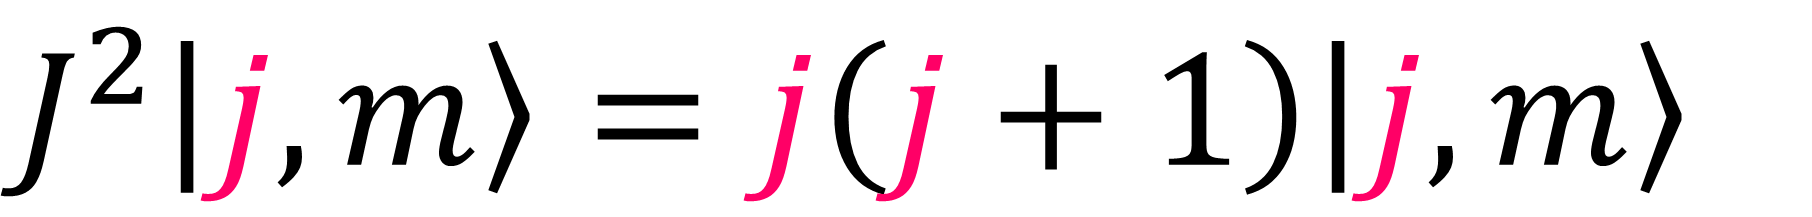 J²|j,m⟩ = j(j + 1)|j,m⟩